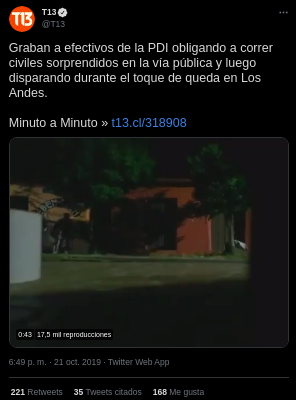 T13
T13
@T13
Graban a efectivos de la PDI obligando a correr
civiles sorprendidos en la vía pública y luego
disparando durante el toque de queda en Los
Andes.
Minuto a Minuto » t13.cl/318908
0:43 17,5 mil reproducciones
6:49 p. m. · 21 oct. 2019 · Twitter Web App
221 Retweets 35 Tweets citados 168 Me gusta